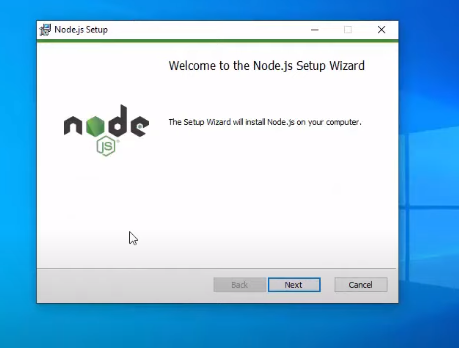 Node.js Setup
Welcome to the Node.js Setup Wizard
node
JS
The Setup Wizard will install Node.js on your computer.
Back
Next
Cancel